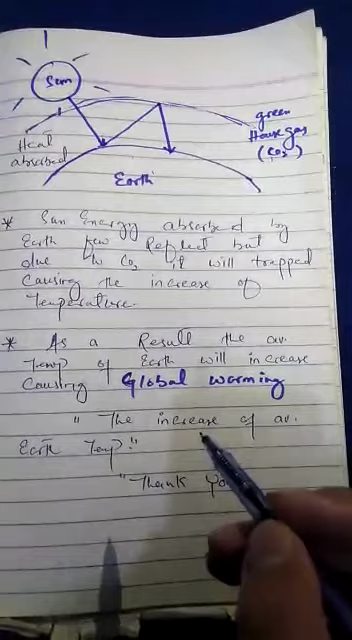 Sun
green
House gas
(CO2)
Heat
absorbed
Earth
* Sun Energy absorbed by
Earth few Reflect but
due to CO2 it will trapped
Causing the increase of
Temperature.
* As a Result the av.
Temp of Earth will increase
Causing Global warming
" The increase of av.
Earth Temp."
"Thank You